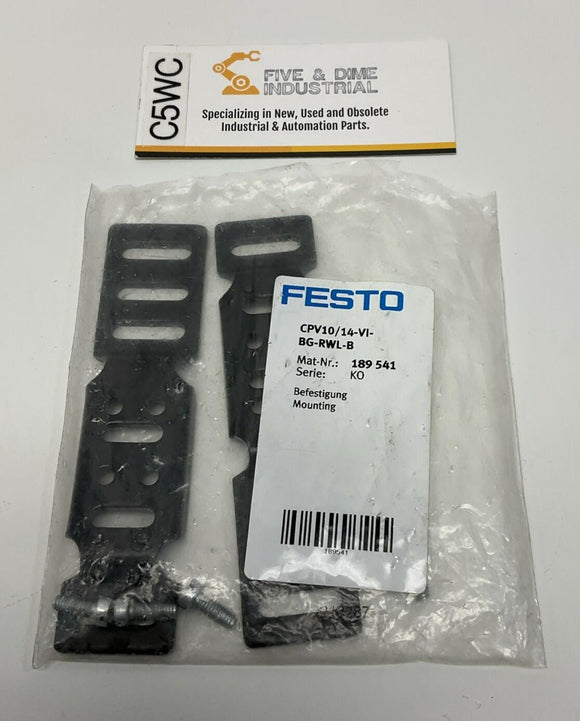 C5WC
FIVE & DIME
INDUSTRIAL
Specializing in New, Used and Obsolete
Industrial & Automation Parts.
FESTO
CPV10/14-VI-
BG-RWL-B
Mat-Nr.: 189 541
Serie: KO
Befestigung
Mounting
189541